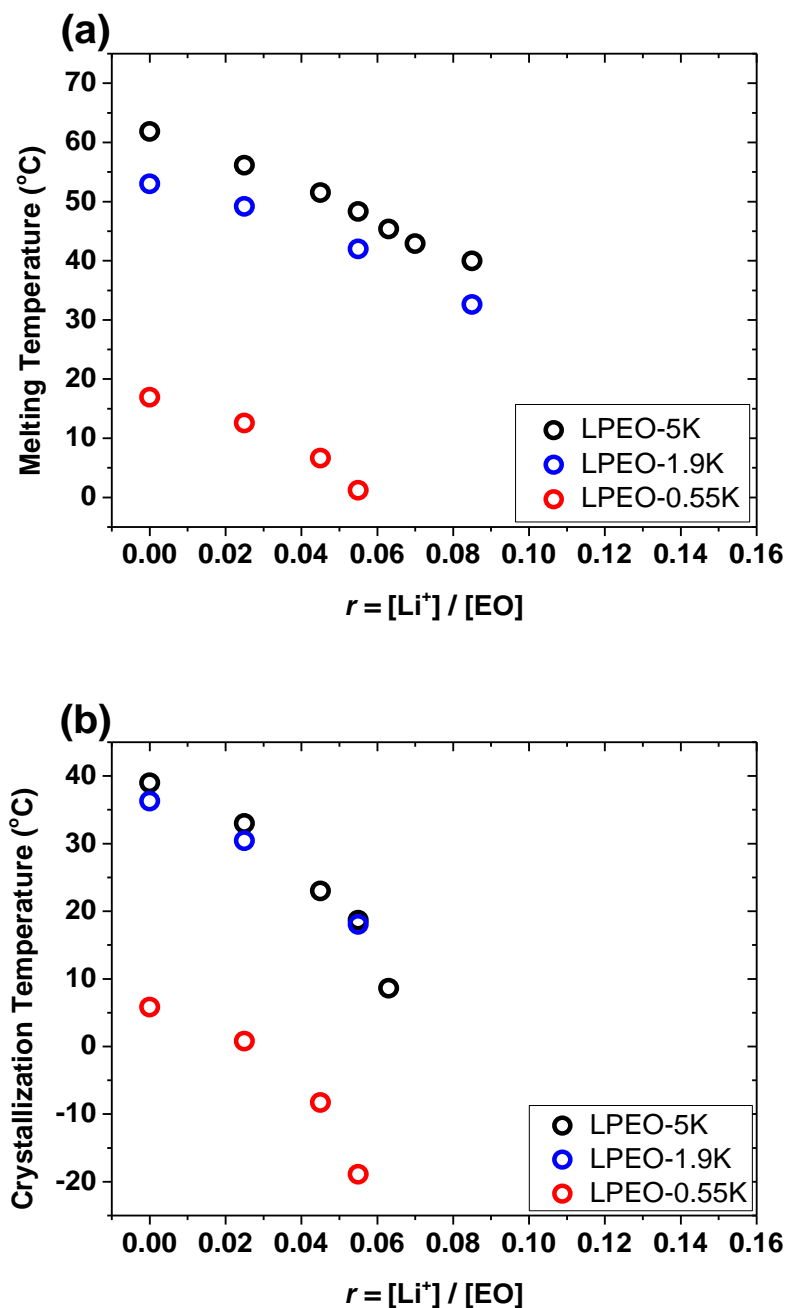 (a)
70
60
50
40
30
20
10
0
Melting Temperature (°C)
LPEO-5K
LPEO-1.9K
LPEO-0.55K
0.00 0.02 0.04 0.06 0.08 0.10 0.12 0.14 0.16
r = [Li⁺] / [EO]
(b)
40
30
20
10
0
-10
-20
Crystallization Temperature (°C)
LPEO-5K
LPEO-1.9K
LPEO-0.55K
0.00 0.02 0.04 0.06 0.08 0.10 0.12 0.14 0.16
r = [Li⁺] / [EO]